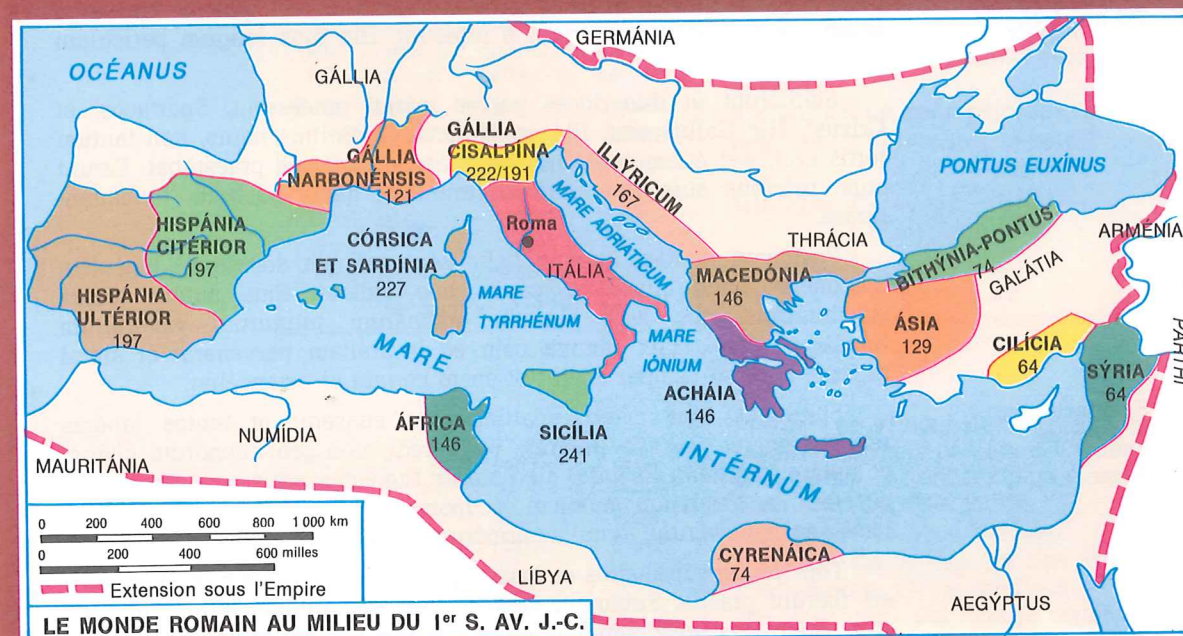 GERMÁNIA
OCÉANUS
GÁLLIA
GÁLLIA
CISALPÍNA
222/191
GÁLLIA
NARBONÉNSIS
121
ILLÝRICUM
167
PONTUS EUXÍNUS
HISPÁNIA
CITÉRIOR
197
Roma
MARE ADRIÁTICUM
CÓRSICA
ET SARDÍNIA
227
ITÁLIA
THRÁCIA
BITHÝNIA-PONTUS
74
ARMÉNIA
GALÁTIA
MACEDÓNIA
146
HISPÁNIA
ULTÉRIOR
197
MARE
TYRRHÉNUM
MARE
IÓNIUM
ÁSIA
129
CILÍCIA
64
SÝRIA
64
PARTHI
MARE
INTÉRNUM
ACHÁIA
146
ÁFRICA
146
SICÍLIA
241
NUMÍDIA
MAURITÁNIA
CYRENÁICA
74
LÍBYA
AEGÝPTUS
0 200 400 600 800 1 000 km
0 200 400 600 milles
Extension sous l'Empire
LE MONDE ROMAIN AU MILIEU DU Iᵉʳ S. AV. J.-C.